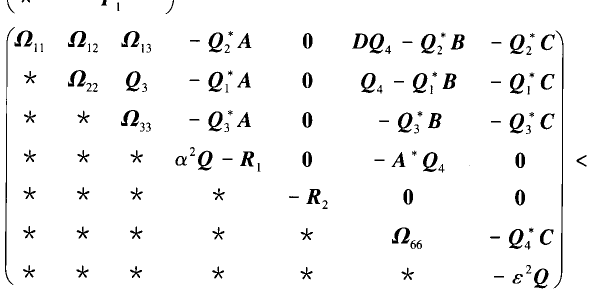 * P₁
Ω₁₁ Ω₁₂ Ω₁₃ − Q₂*A 0 DQ₄ − Q₂*B − Q₂*C
* Ω₂₂ Q₃ − Q₁*A 0 Q₄ − Q₁*B − Q₁*C
* * Ω₃₃ − Q₃*A 0 − Q₃*B − Q₃*C
* * * α²Q − R₁ 0 − A*Q₄ 0 <
* * * * − R₂ 0 0
* * * * * Ω₆₆ − Q₄*C
* * * * * * − ε²Q